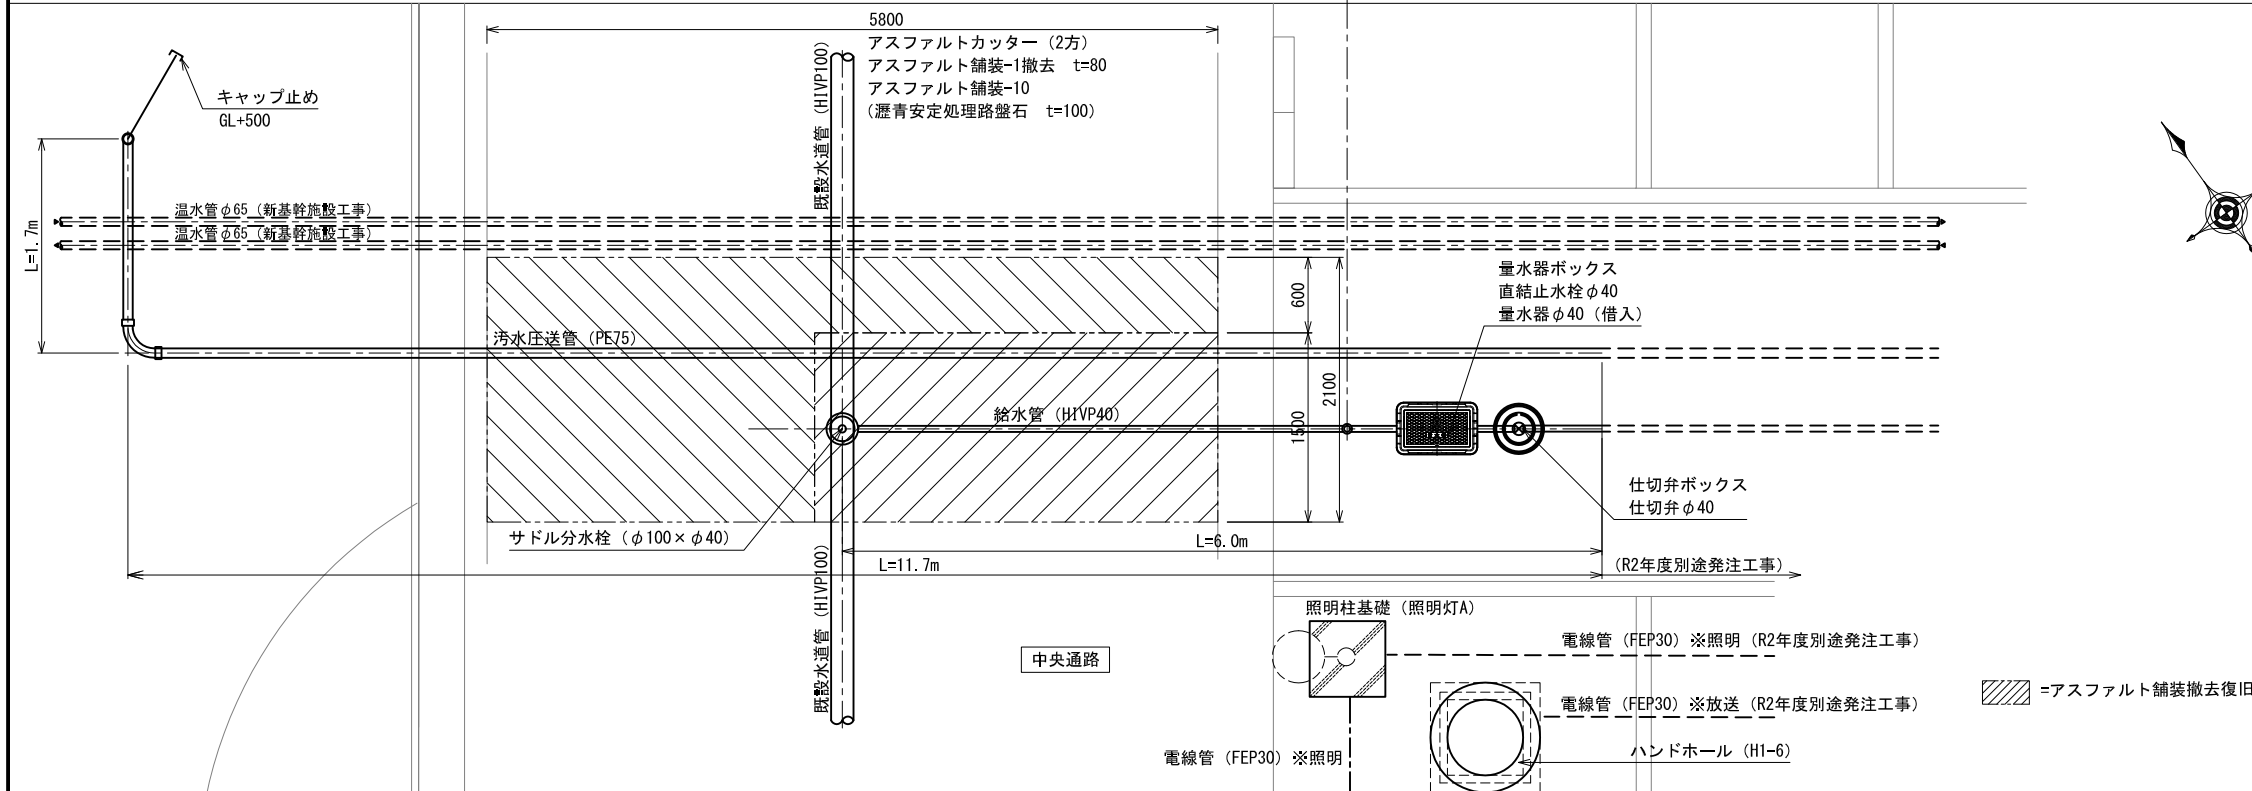 5800
アスファルトカッター（2方）
アスファルト舗装-1撤去　t=80
アスファルト舗装-10
（瀝青安定処理路盤石　t=100）
既設水道管（HIVP100）
キャップ止め
GL+500
L=1.7m
温水管φ65（新基幹施設工事）
温水管φ65（新基幹施設工事）
600
2100
1500
量水器ボックス
直結止水栓φ40
量水器φ40（借入）
汚水圧送管（PE75）
給水管（HIVP40）
仕切弁ボックス
仕切弁φ40
サドル分水栓（φ100×φ40）
L=6.0m
L=11.7m
（R2年度別途発注工事）
既設水道管（HIVP100）
照明柱基礎（照明灯A）
中央通路
電線管（FEP30）※照明（R2年度別途発注工事）
=アスファルト舗装撤去復旧
電線管（FEP30）※放送（R2年度別途発注工事）
電線管（FEP30）※照明
ハンドホール（H1-6）